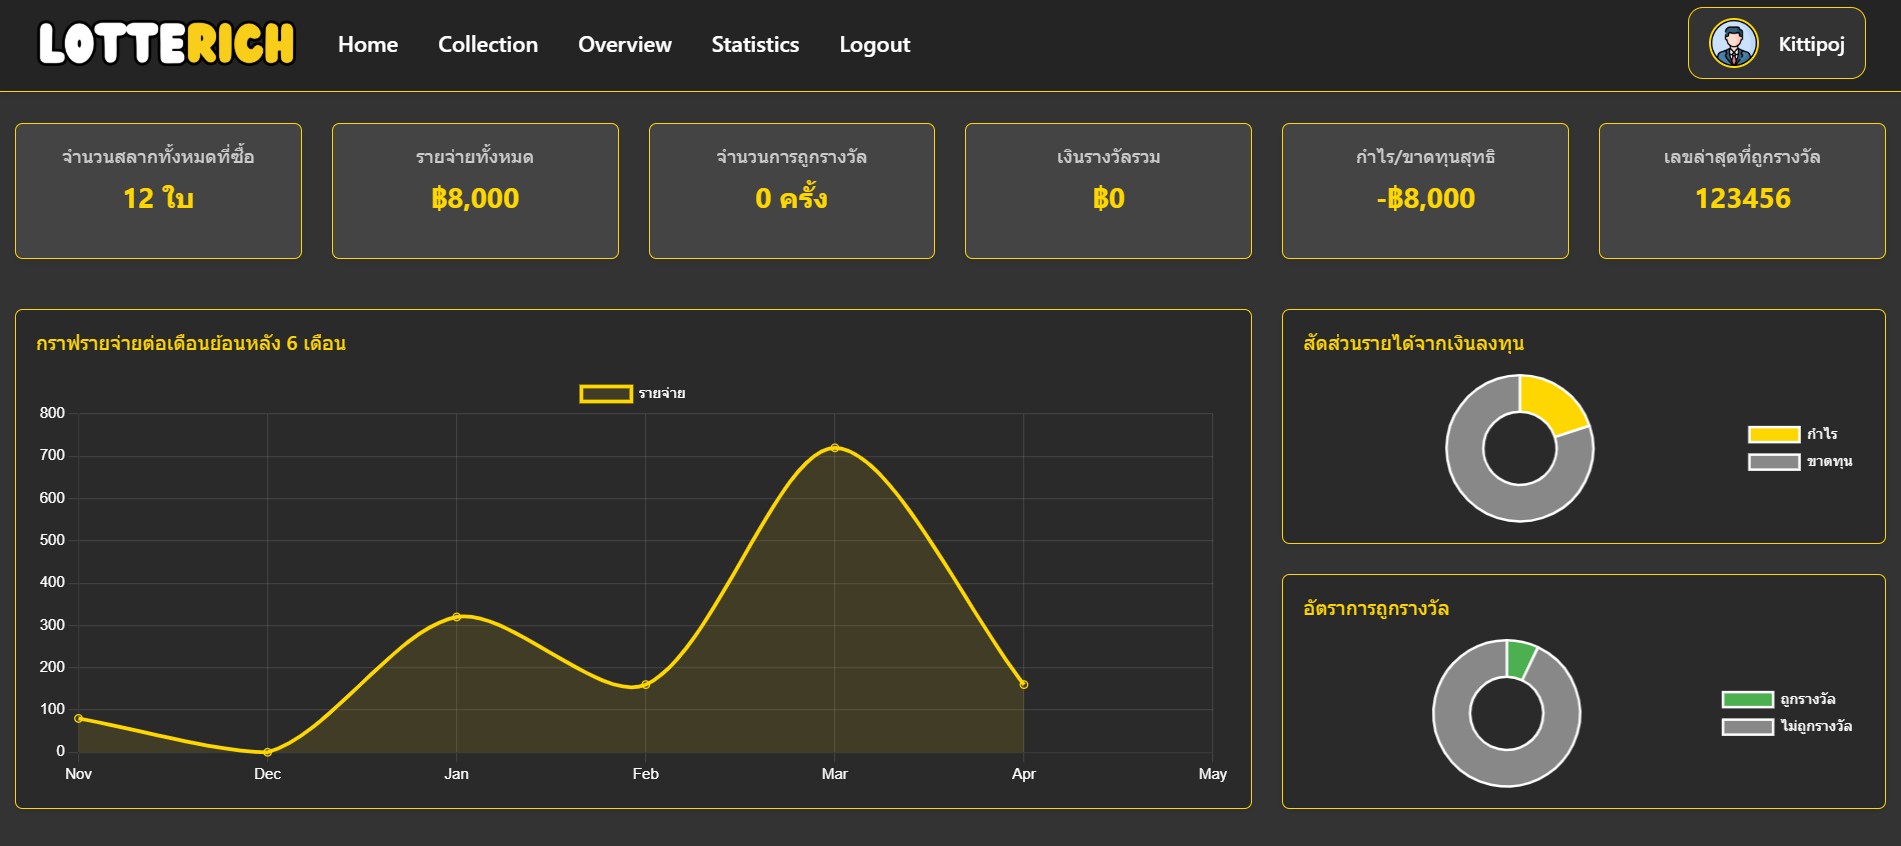 LOTTERICH Home Collection Overview Statistics Logout Kittipoj
จำนวนสลากทั้งหมดที่ซื้อ
12 ใบ
รายจ่ายทั้งหมด
฿8,000
จำนวนการถูกรางวัล
0 ครั้ง
เงินรางวัลรวม
฿0
กำไร/ขาดทุนสุทธิ
-฿8,000
เลขล่าสุดที่ถูกรางวัล
123456
กราฟรายจ่ายต่อเดือนย้อนหลัง 6 เดือน
รายจ่าย
800
700
600
500
400
300
200
100
0
Nov Dec Jan Feb Mar Apr May
สัดส่วนรายได้จากเงินลงทุน
กำไร
ขาดทุน
อัตราการถูกรางวัล
ถูกรางวัล
ไม่ถูกรางวัล